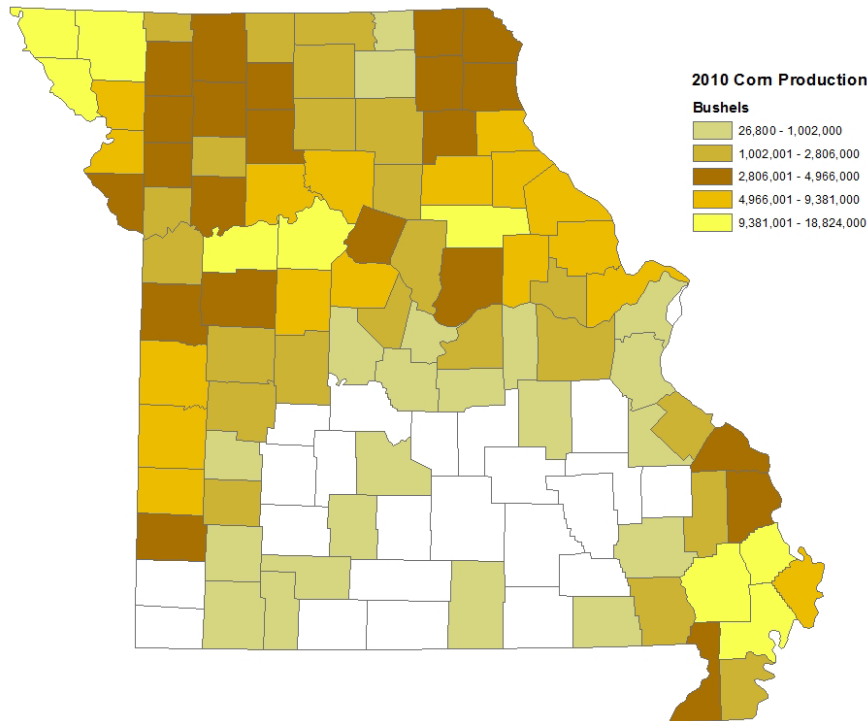 2010 Corn Production
Bushels
26,800 - 1,002,000
1,002,001 - 2,806,000
2,806,001 - 4,966,000
4,966,001 - 9,381,000
9,381,001 - 18,824,000